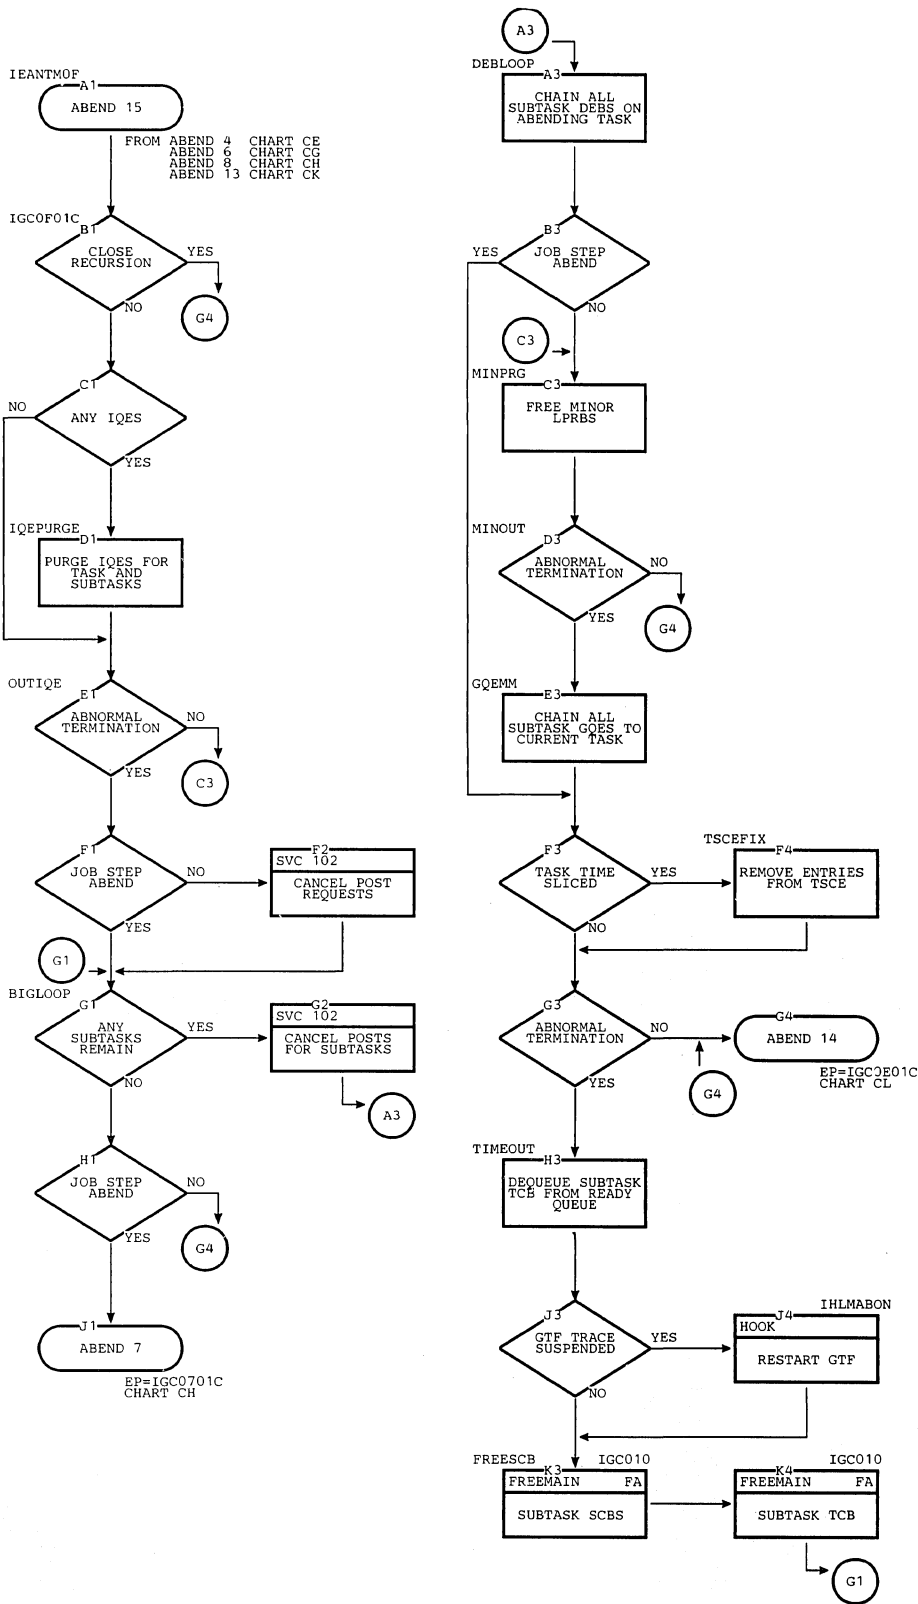 IEANTM0F
A1
ABEND 15
FROM ABEND 4 CHART CE
ABEND 6 CHART CG
ABEND 8 CHART CH
ABEND 13 CHART CK
IGC0F01C
B1
CLOSE
RECURSION
YES
G4
NO
C1
ANY IQES
NO
YES
IQEPURGE
D1
PURGE IQES FOR
TASK AND
SUBTASKS
OUTIQE
E1
ABNORMAL
TERMINATION
NO
C3
YES
F1
JOB STEP
ABEND
NO
F2
SVC 102
CANCEL POST
REQUESTS
YES
G1
BIGLOOP
G1
ANY
SUBTASKS
REMAIN
YES
G2
SVC 102
CANCEL POSTS
FOR SUBTASKS
A3
NO
H1
JOB STEP
ABEND
NO
G4
YES
J1
ABEND 7
EP=IGC0701C
CHART CH
A3
DEBLOOP
A3
CHAIN ALL
SUBTASK DEBS ON
ABENDING TASK
B3
JOB STEP
ABEND
YES
NO
C3
MINPRG
C3
FREE MINOR
LPRBS
MINOUT
D3
ABNORMAL
TERMINATION
NO
G4
YES
GQEMM
E3
CHAIN ALL
SUBTASK GQES TO
CURRENT TASK
F3
TASK TIME
SLICED
YES
TSCEFIX
F4
REMOVE ENTRIES
FROM TSCE
NO
G3
ABNORMAL
TERMINATION
NO
G4
G4
ABEND 14
EP=IGC0E01C
CHART CL
YES
TIMEOUT
H3
DEQUEUE SUBTASK
TCB FROM READY
QUEUE
J3
GTF TRACE
SUSPENDED
YES
IHLMABON
J4
HOOK
RESTART GTF
NO
FREESCB
IGC010
K3
FREEMAIN FA
SUBTASK SCBS
IGC010
K4
FREEMAIN FA
SUBTASK TCB
G1